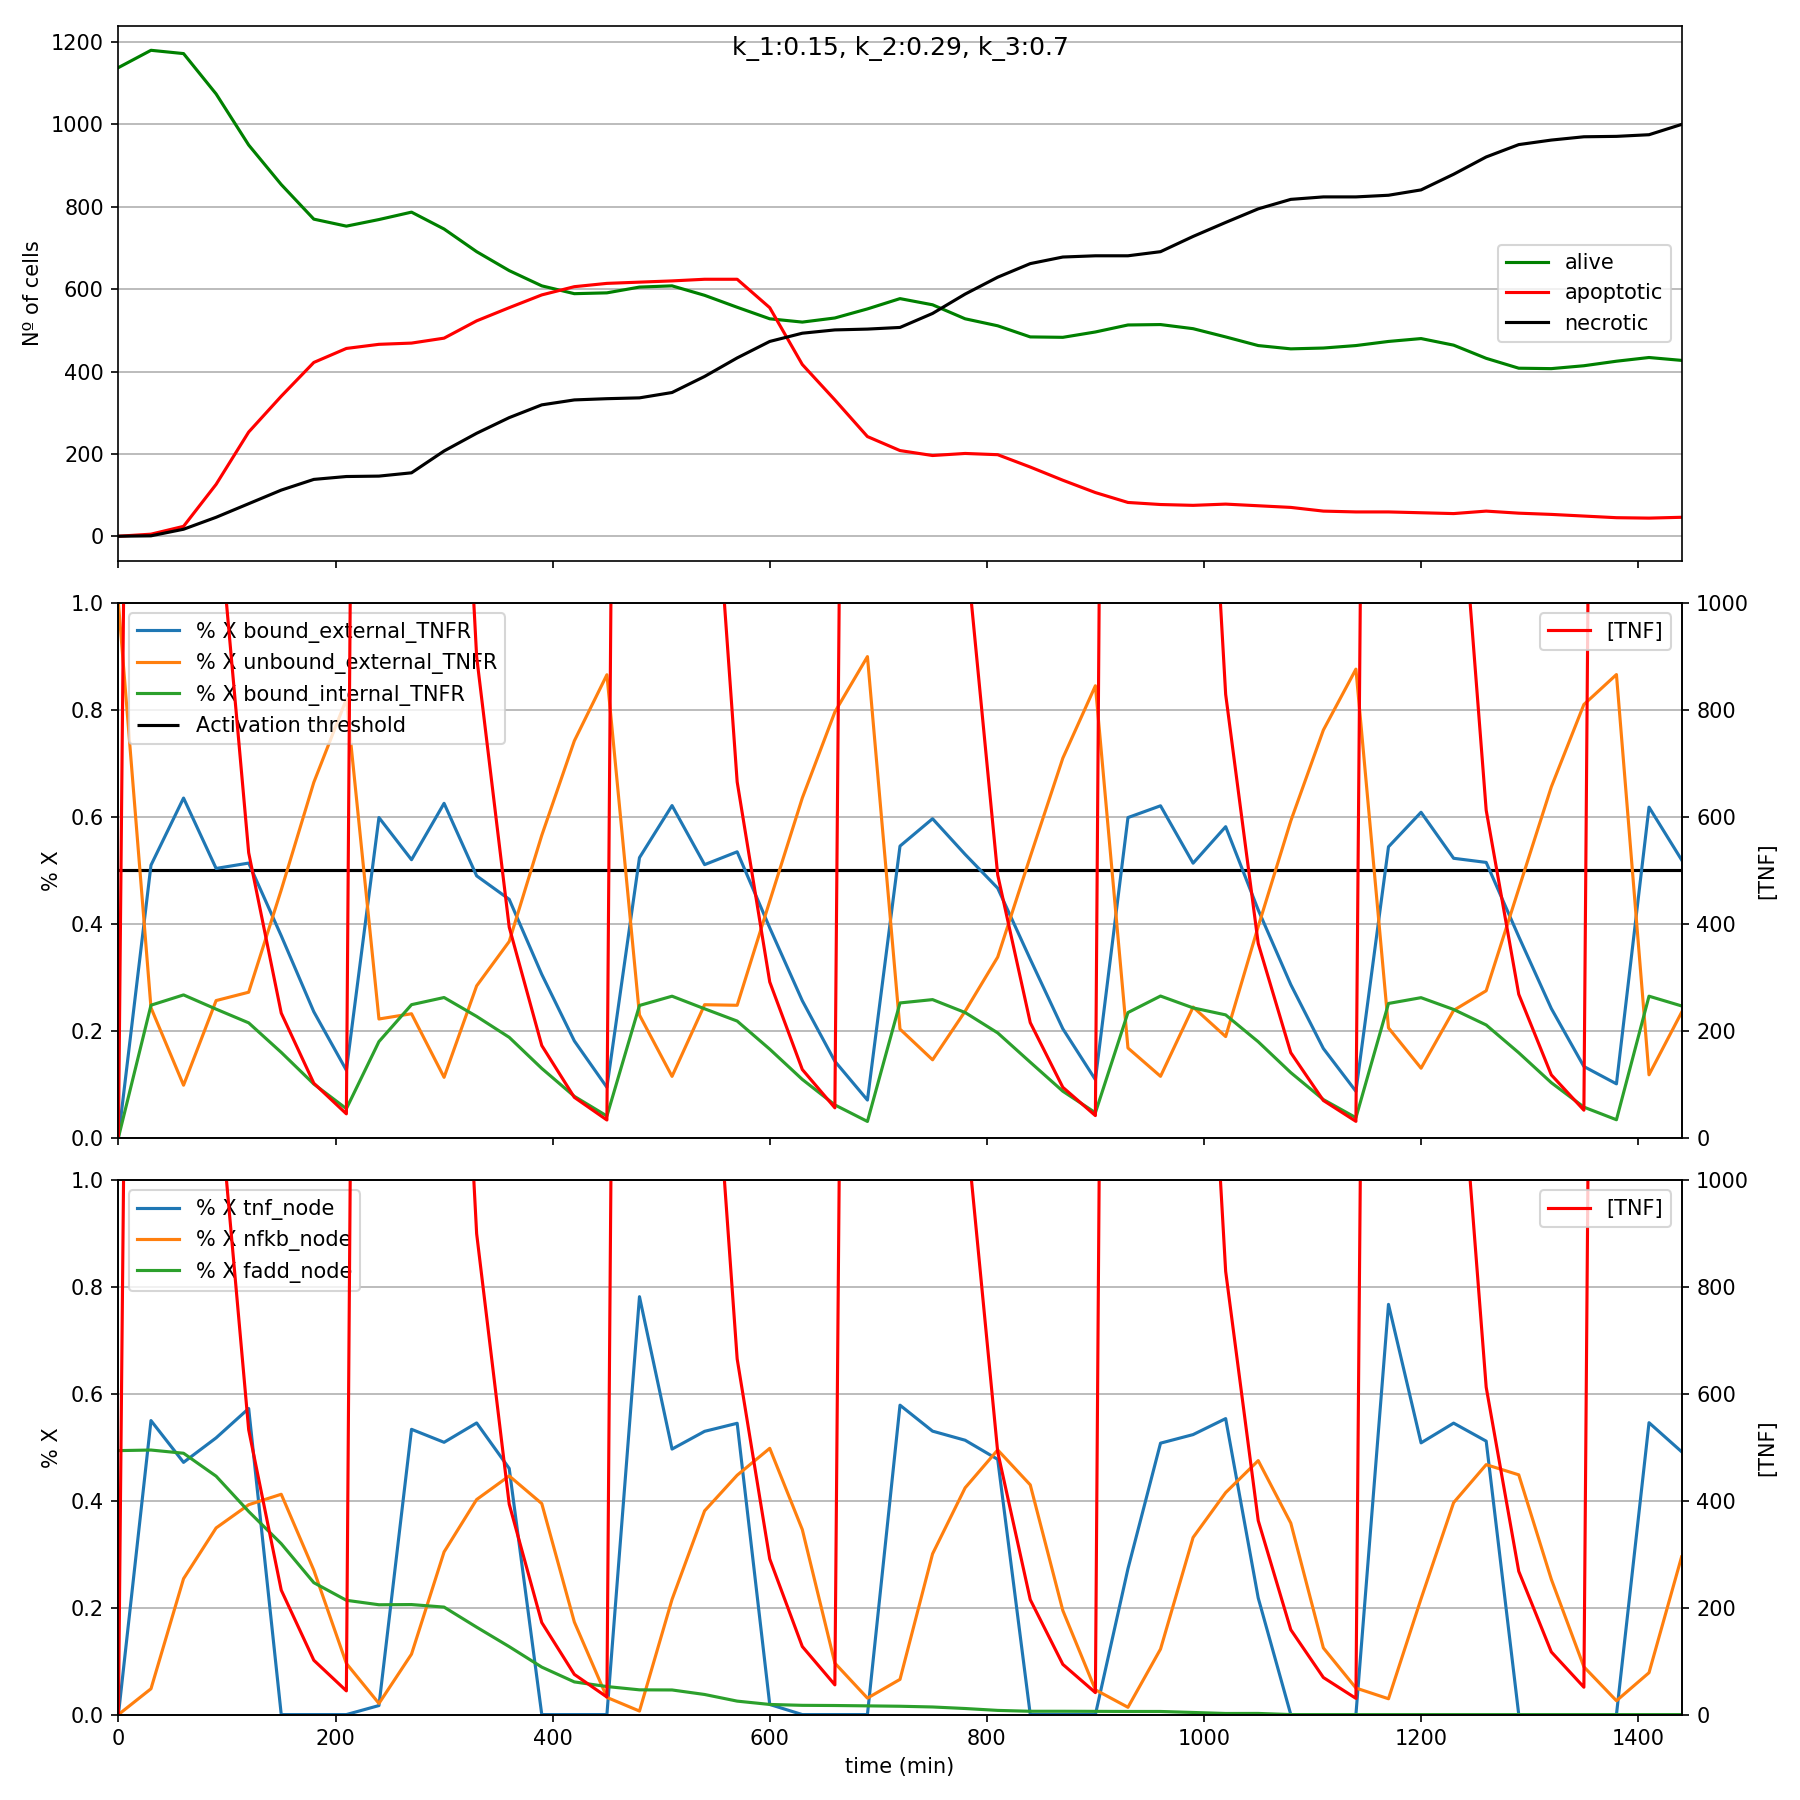 k_1:0.15, k_2:0.29, k_3:0.7
1200
1000
800
600
400
200
0
Nº of cells
alive
apoptotic
necrotic
1.0
0.8
0.6
0.4
0.2
0.0
% X
% X bound_external_TNFR
% X unbound_external_TNFR
% X bound_internal_TNFR
Activation threshold
[TNF]
1000
800
600
400
200
0
[TNF]
1.0
0.8
0.6
0.4
0.2
0.0
% X
% X tnf_node
% X nfkb_node
% X fadd_node
[TNF]
1000
800
600
400
200
0
[TNF]
0 200 400 600 800 1000 1200 1400
time (min)